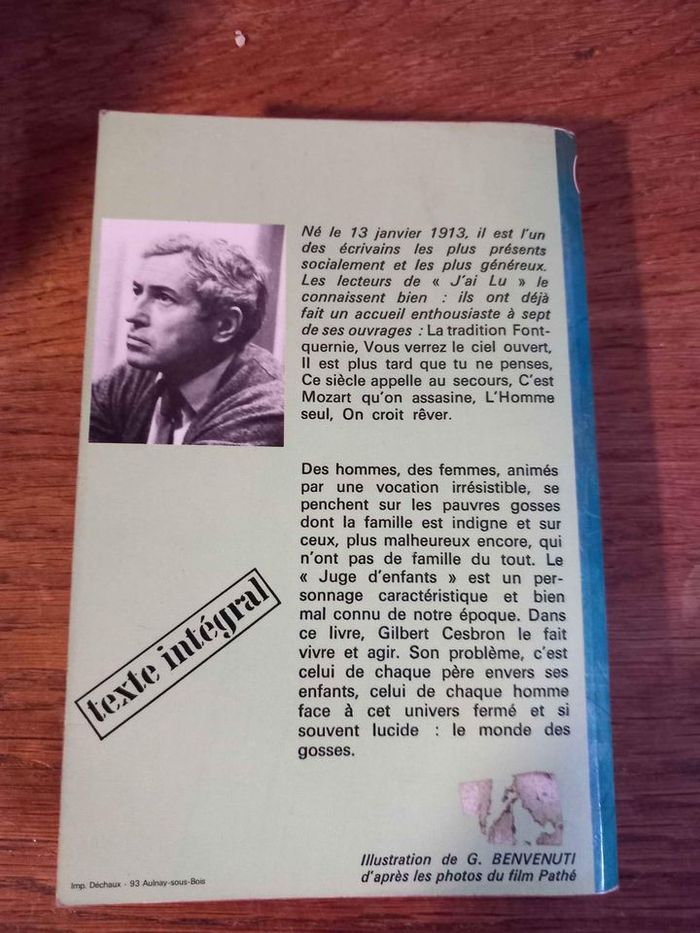 Né le 13 janvier 1913, il est l'un
des écrivains les plus présents
socialement et les plus généreux.
Les lecteurs de « J'ai Lu » le
connaissent bien : ils ont déjà
fait un accueil enthousiaste à sept
de ses ouvrages : La tradition Font-
quernie, Vous verrez le ciel ouvert,
Il est plus tard que tu ne penses,
Ce siècle appelle au secours, C'est
Mozart qu'on assasine, L'Homme
seul, On croit rêver.
Des hommes, des femmes, animés
par une vocation irrésistible, se
penchent sur les pauvres gosses
dont la famille est indigne et sur
ceux, plus malheureux encore, qui
n'ont pas de famille du tout. Le
« Juge d'enfants » est un per-
sonnage caractéristique et bien
mal connu de notre époque. Dans
ce livre, Gilbert Cesbron le fait
vivre et agir. Son problème, c'est
celui de chaque père envers ses
enfants, celui de chaque homme
face à cet univers fermé et si
souvent lucide : le monde des
gosses.
texte intégral
Illustration de G. BENVENUTI
d'après les photos du film Pathé
Imp. Déchaux - 93 Aulnay-sous-Bois